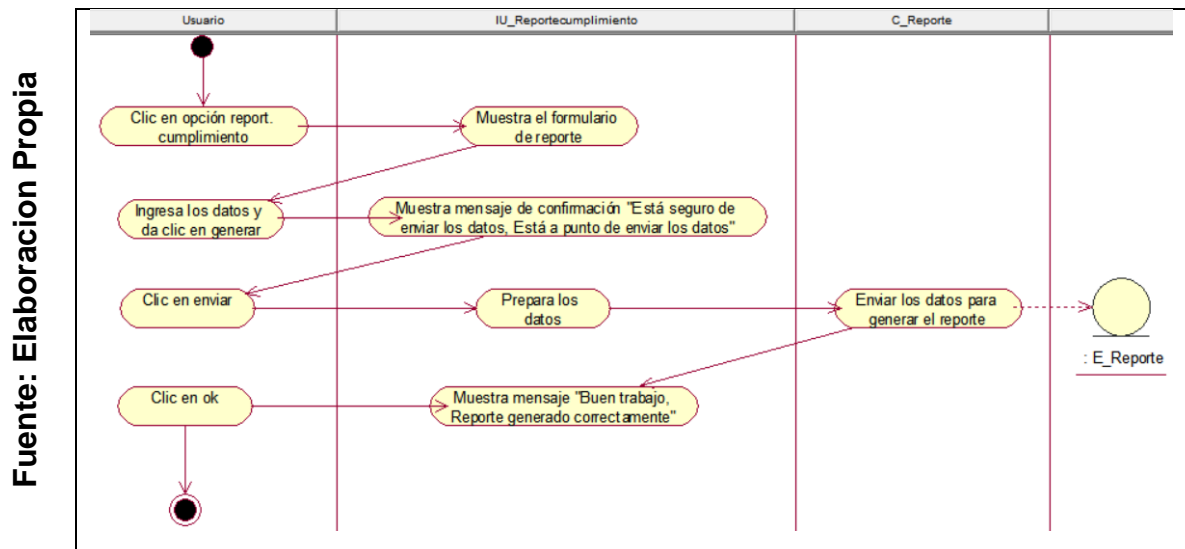 Fuente: Elaboracion Propia
Usuario
IU_Reportecumplimiento
C_Reporte
Clic en opción report.
cumplimiento
Muestra el formulario
de reporte
Ingresa los datos y
da clic en generar
Muestra mensaje de confirmación "Está seguro de
enviar los datos, Está a punto de enviar los datos"
Clic en enviar
Prepara los
datos
Enviar los datos para
generar el reporte
: E_Reporte
Clic en ok
Muestra mensaje "Buen trabajo,
Reporte generado correctamente"